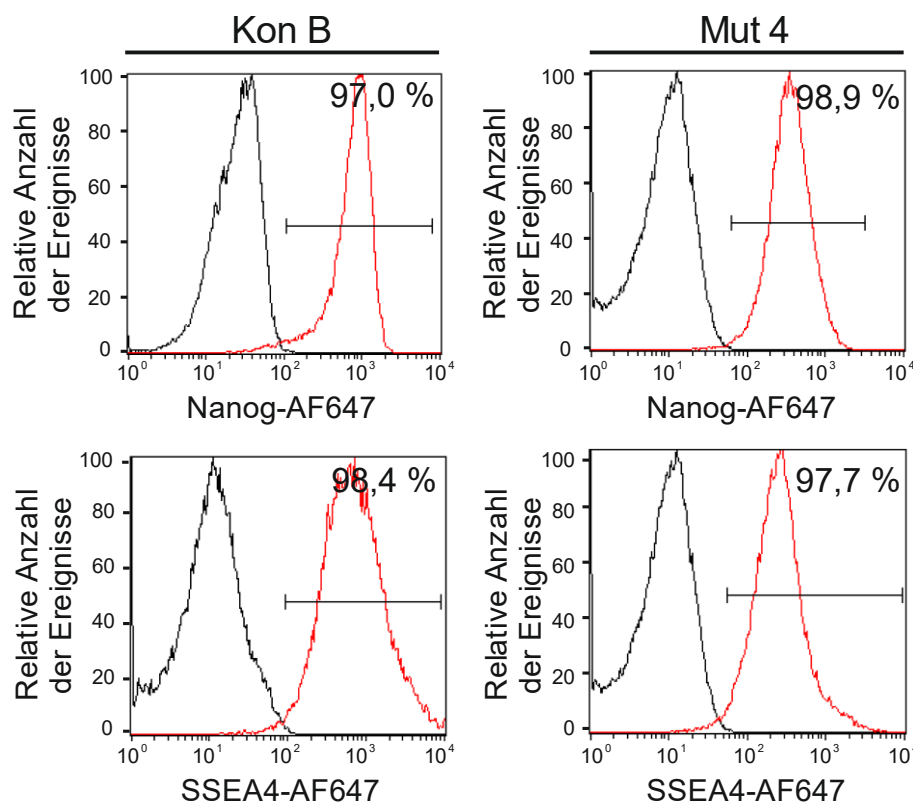 Kon B
Mut 4
97,0 %
100
80
60
40
20
0
Relative Anzahl
der Ereignisse
10⁰ 10¹ 10² 10³ 10⁴
Nanog-AF647
98,9 %
100
80
60
40
20
0
Relative Anzahl
der Ereignisse
10⁰ 10¹ 10² 10³ 10⁴
Nanog-AF647
98,4 %
100
80
60
40
20
0
Relative Anzahl
der Ereignisse
10⁰ 10¹ 10² 10³ 10⁴
SSEA4-AF647
97,7 %
100
80
60
40
20
0
Relative Anzahl
der Ereignisse
10⁰ 10¹ 10² 10³ 10⁴
SSEA4-AF647